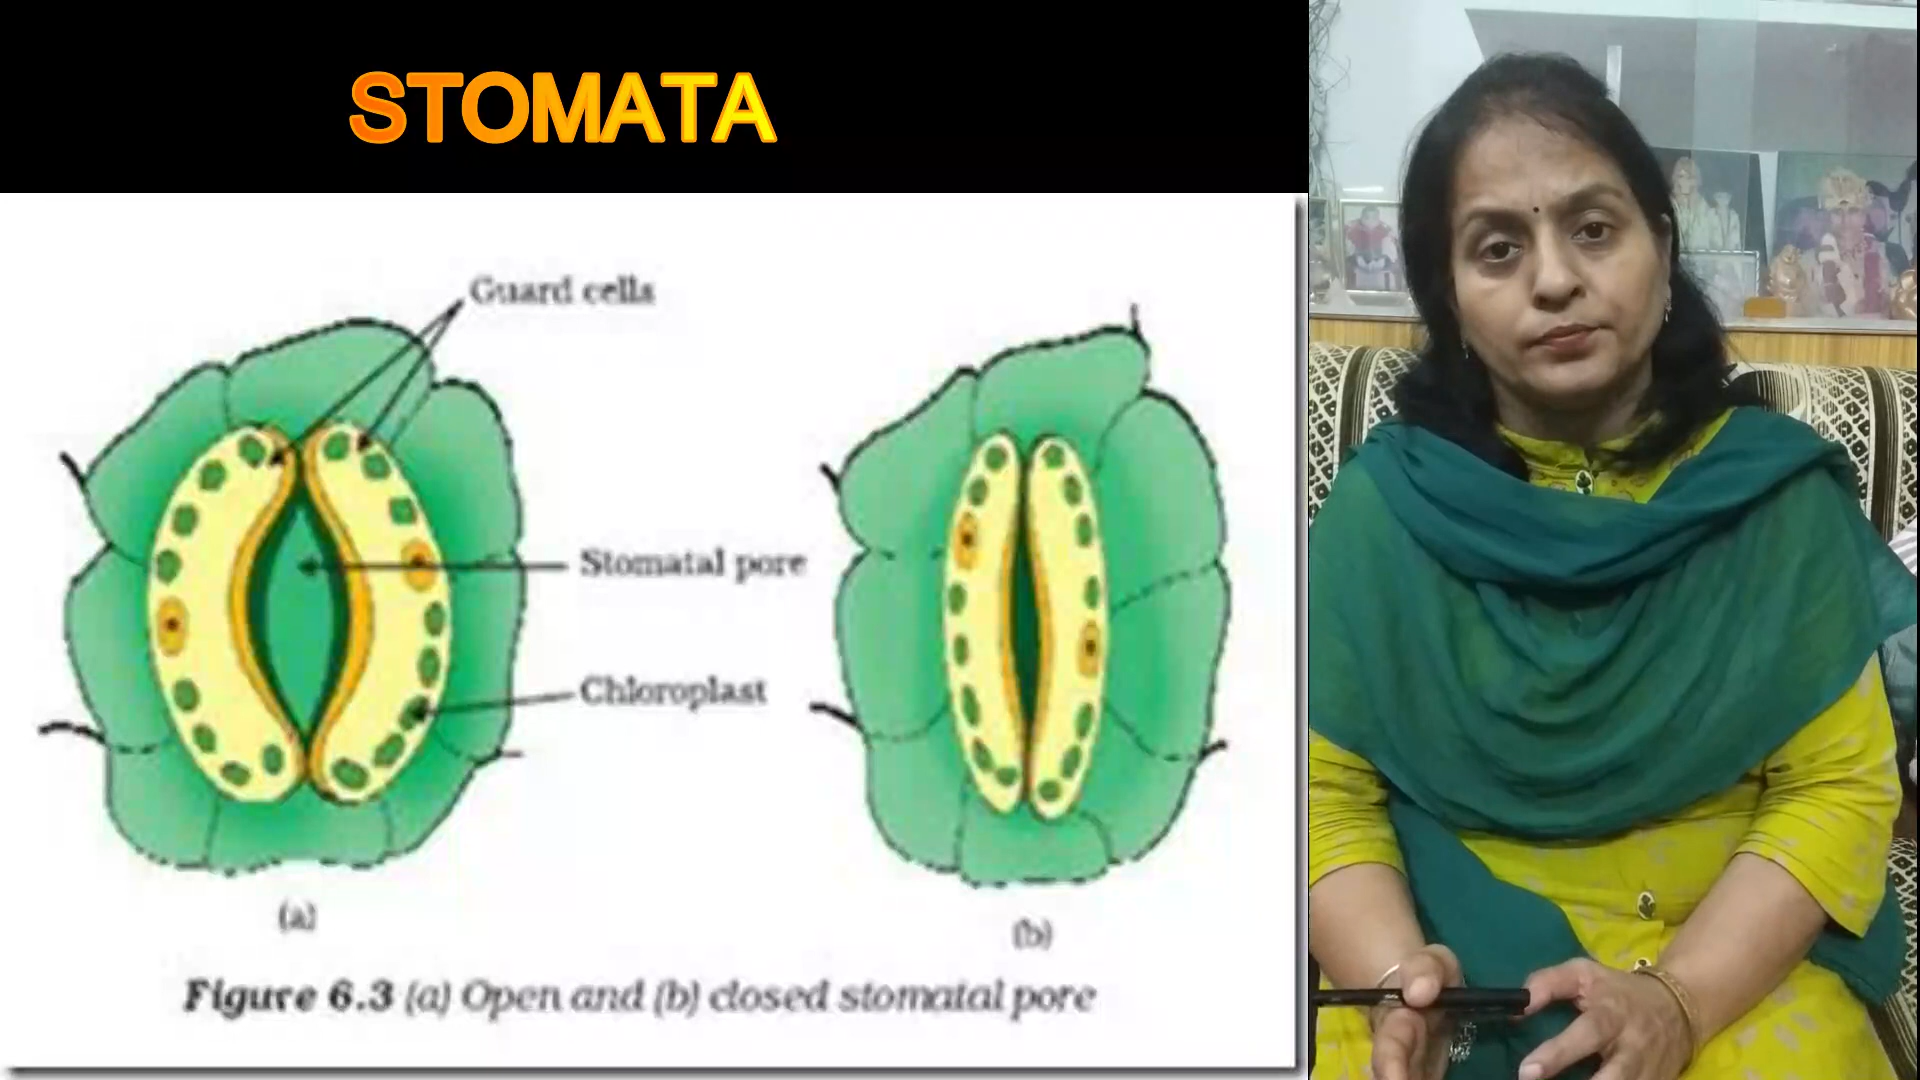 STOMATA
Guard cells
Stomatal pore
Chloroplast
(a)
(b)
Figure 6.3 (a) Open and (b) closed stomatal pore